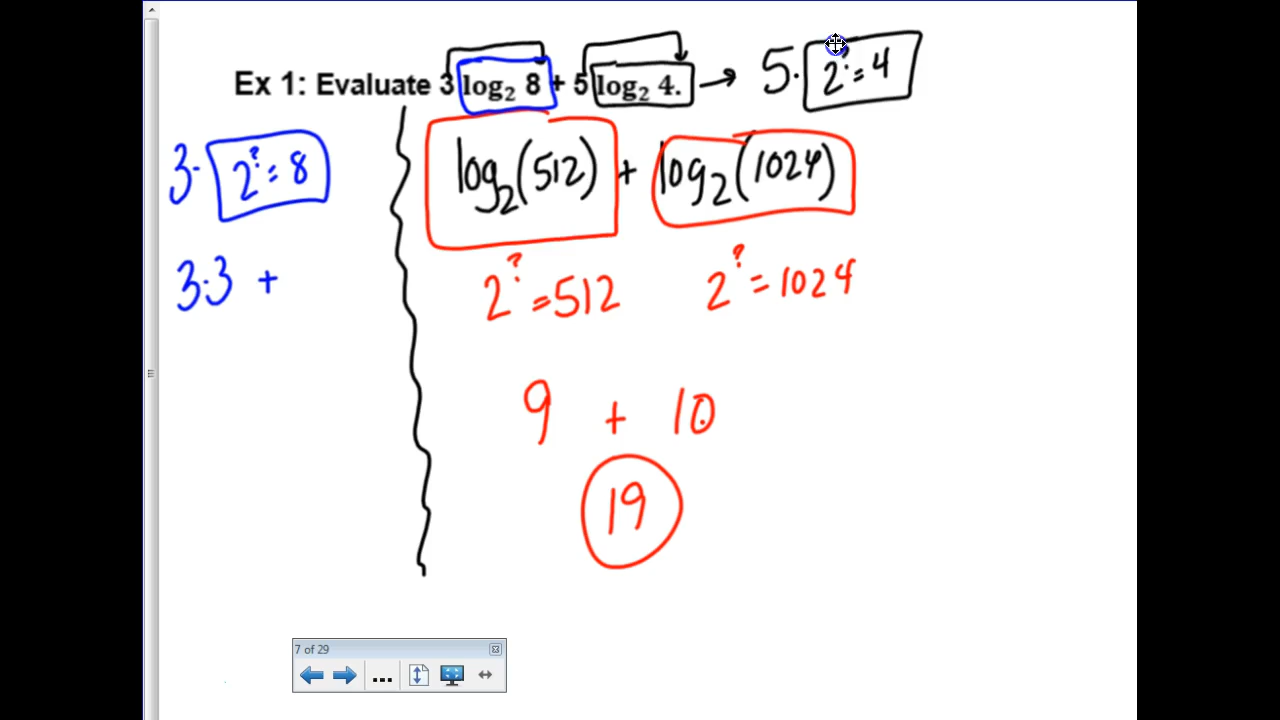 Ex 1: Evaluate 3 log₂ 8 + 5 log₂ 4. → 5 · 2^? = 4
3 · 2^? = 8
log₂(512) + log₂(1024)
3·3 +
2^? = 512 2^? = 1024
9 + 10
19
7 of 29
...